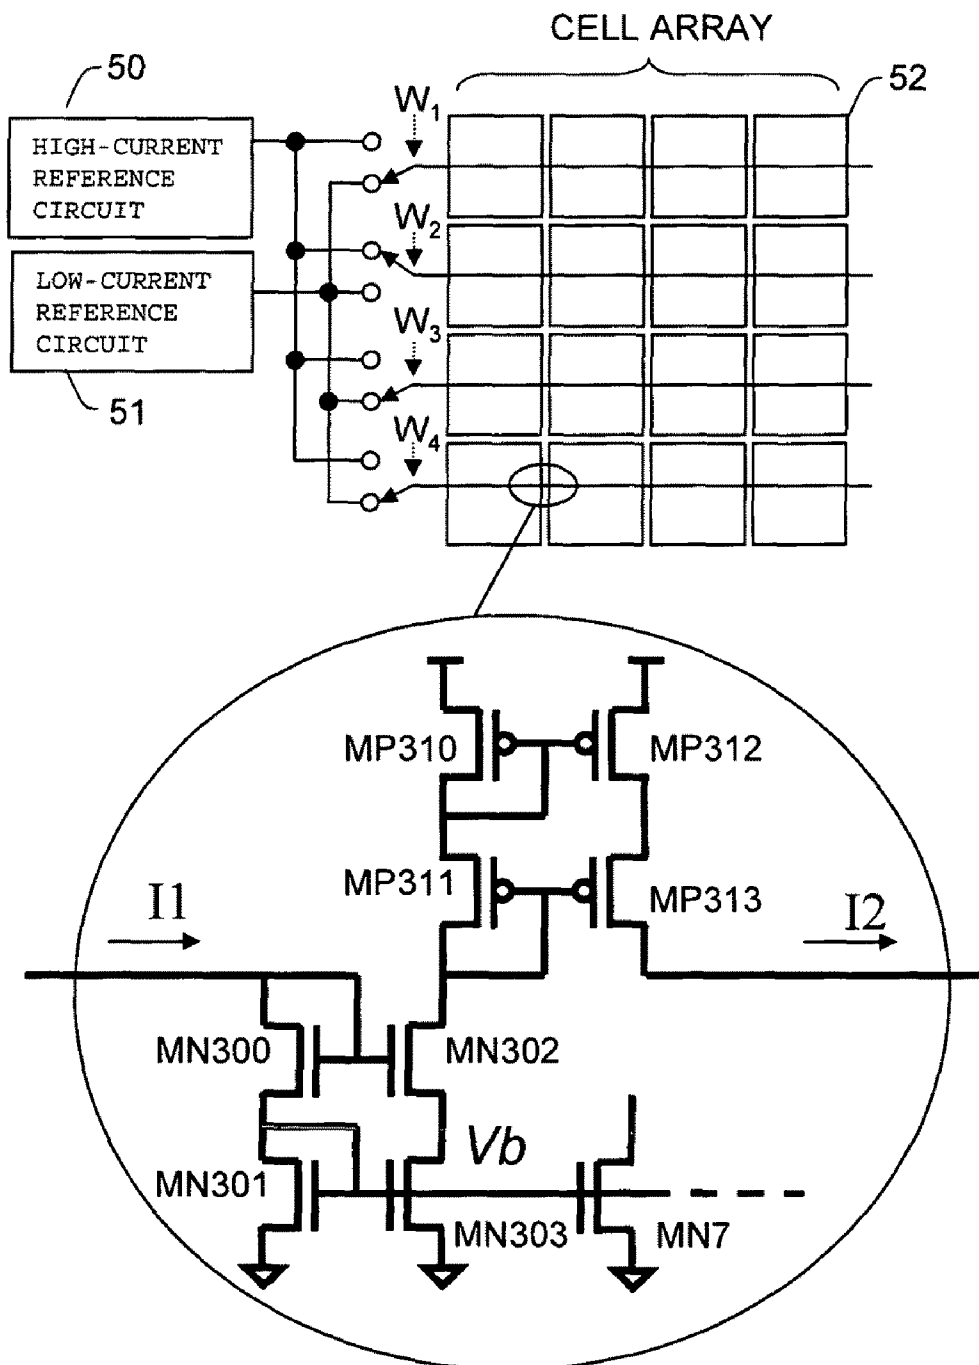 CELL ARRAY
50
52
W1
HIGH-CURRENT
REFERENCE
CIRCUIT
W2
LOW-CURRENT
REFERENCE
CIRCUIT
W3
51
W4
MP310
MP312
MP311
MP313
I1
I2
MN300
MN302
Vb
MN301
MN303
MN7